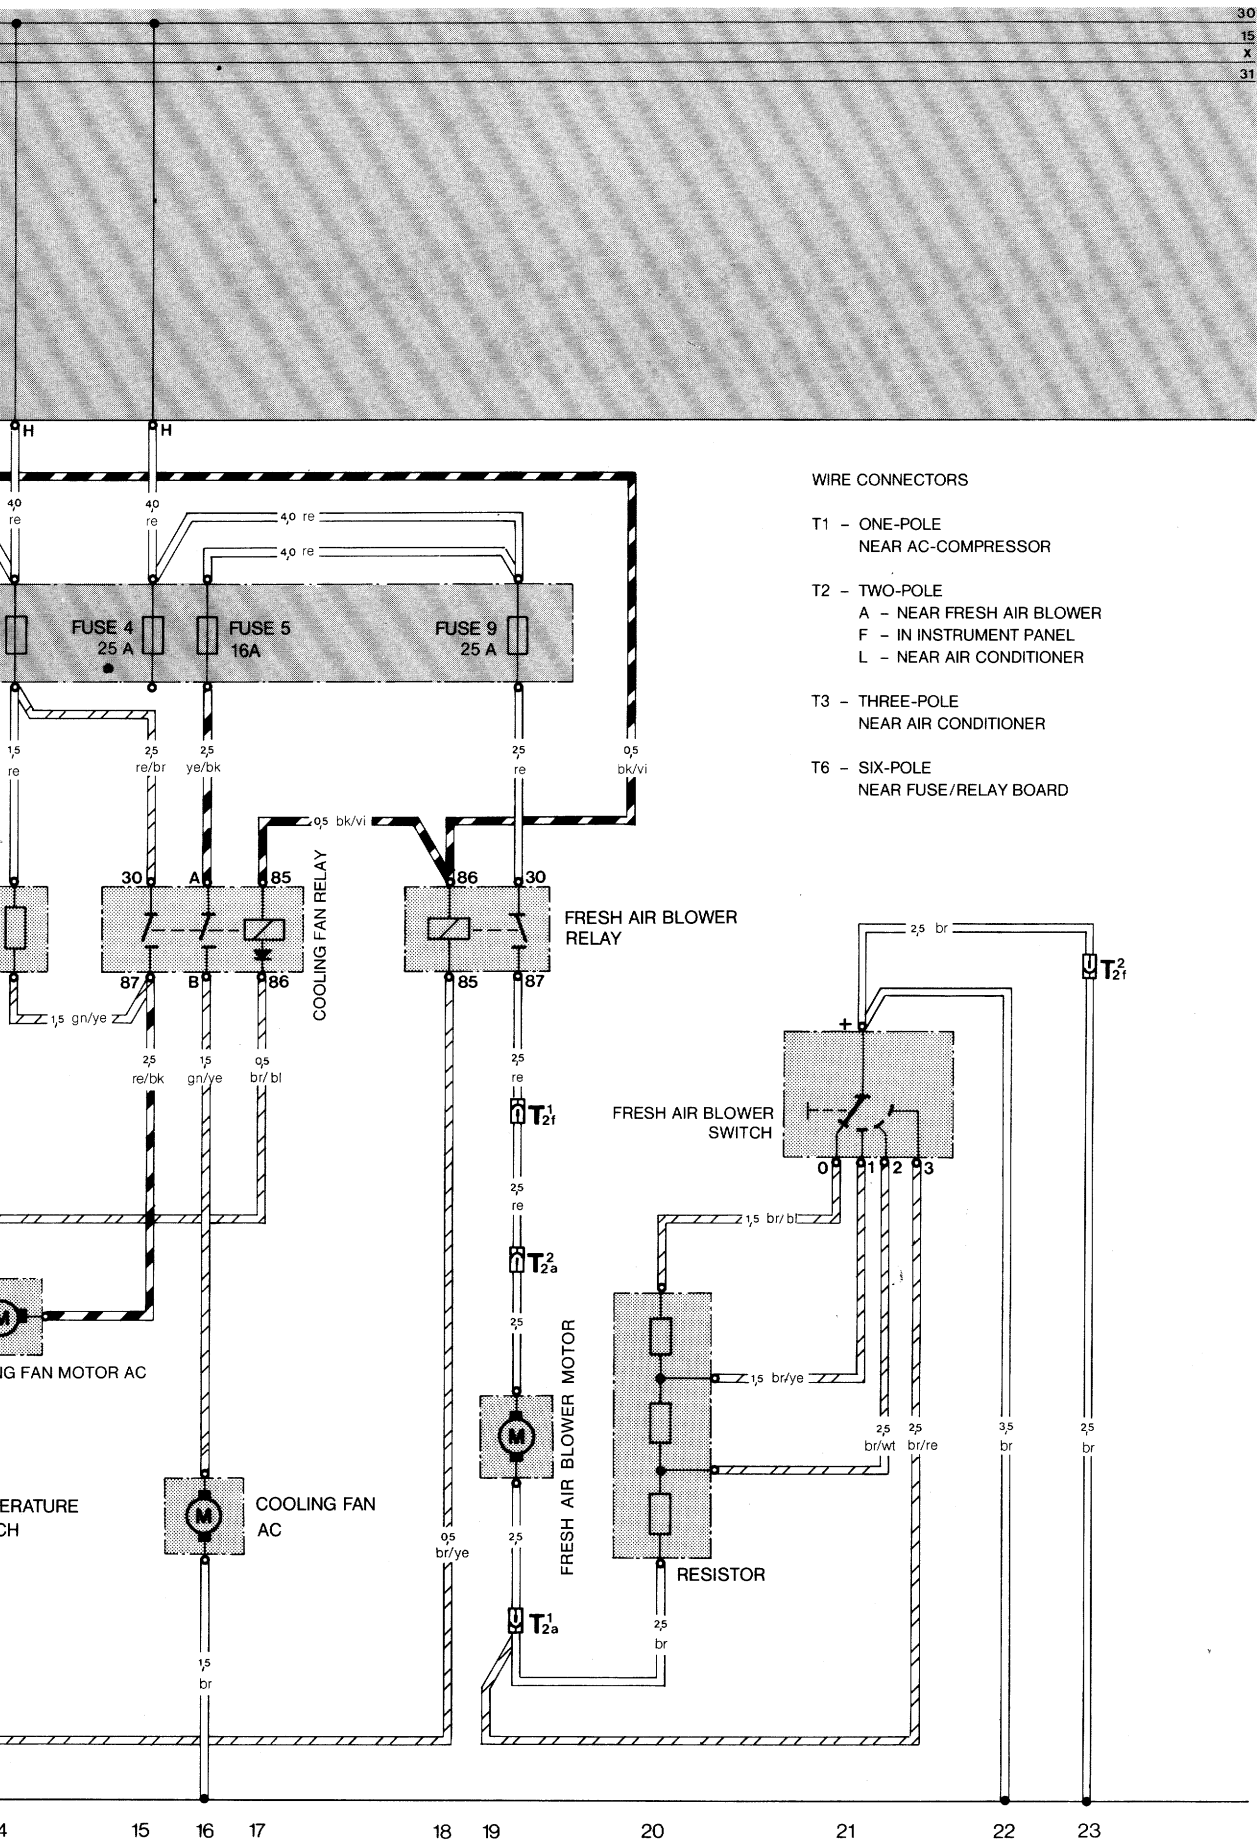 30
15
X
31
H
H
4,0
re
4,0
re
4,0 re
4,0 re
FUSE 4
25 A
FUSE 5
16A
FUSE 9
25 A
WIRE CONNECTORS
T1 – ONE-POLE
NEAR AC-COMPRESSOR
T2 – TWO-POLE
A – NEAR FRESH AIR BLOWER
F – IN INSTRUMENT PANEL
L – NEAR AIR CONDITIONER
T3 – THREE-POLE
NEAR AIR CONDITIONER
T6 – SIX-POLE
NEAR FUSE/RELAY BOARD
1,5
re
2,5
re/br
2,5
ye/bk
2,5
re
0,5
bk/vi
0,5 bk/vi
30
A
85
86
30
COOLING FAN RELAY
FRESH AIR BLOWER
RELAY
87
B
86
85
87
1,5 gn/ye
2,5
re/bk
1,5
gn/ye
0,5
br/bl
2,5
re
T1 2f
2,5
re
T2 2a
2,5
2,5 br
T2 2f
+
FRESH AIR BLOWER
SWITCH
0
1
2
3
1,5 br/bl
1,5 br/ye
2,5
br/wt
2,5
br/re
3,5
br
2,5
br
M
NG FAN MOTOR AC
M
FRESH AIR BLOWER MOTOR
M
COOLING FAN
AC
ERATURE
CH
0,5
br/ye
2,5
RESISTOR
T1 2a
2,5
br
1,5
br
4
15
16
17
18
19
20
21
22
23